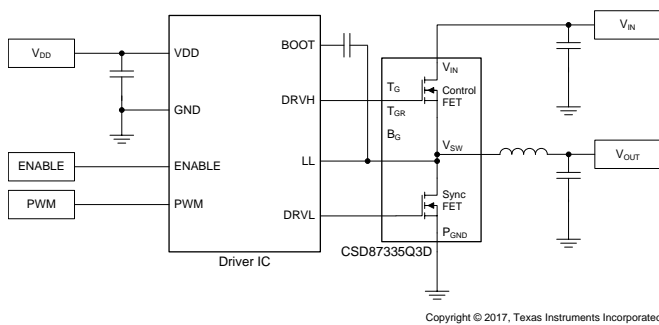 VDD
VDD
GND
ENABLE
ENABLE
PWM
PWM
BOOT
DRVH
LL
DRVL
Driver IC
VIN
TG
TGR
BG
Control
FET
VSW
Sync
FET
PGND
CSD87335Q3D
VIN
VOUT
Copyright © 2017, Texas Instruments Incorporated